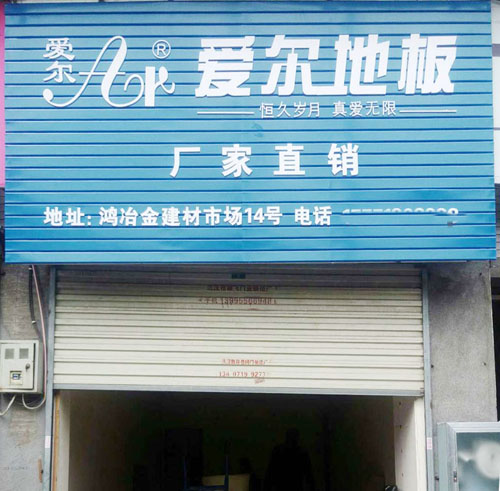 爱尔 Ar ®
爱尔地板
恒久岁月 真爱无限
厂家直销
地址: 鸿冶金建材市场14号 电话